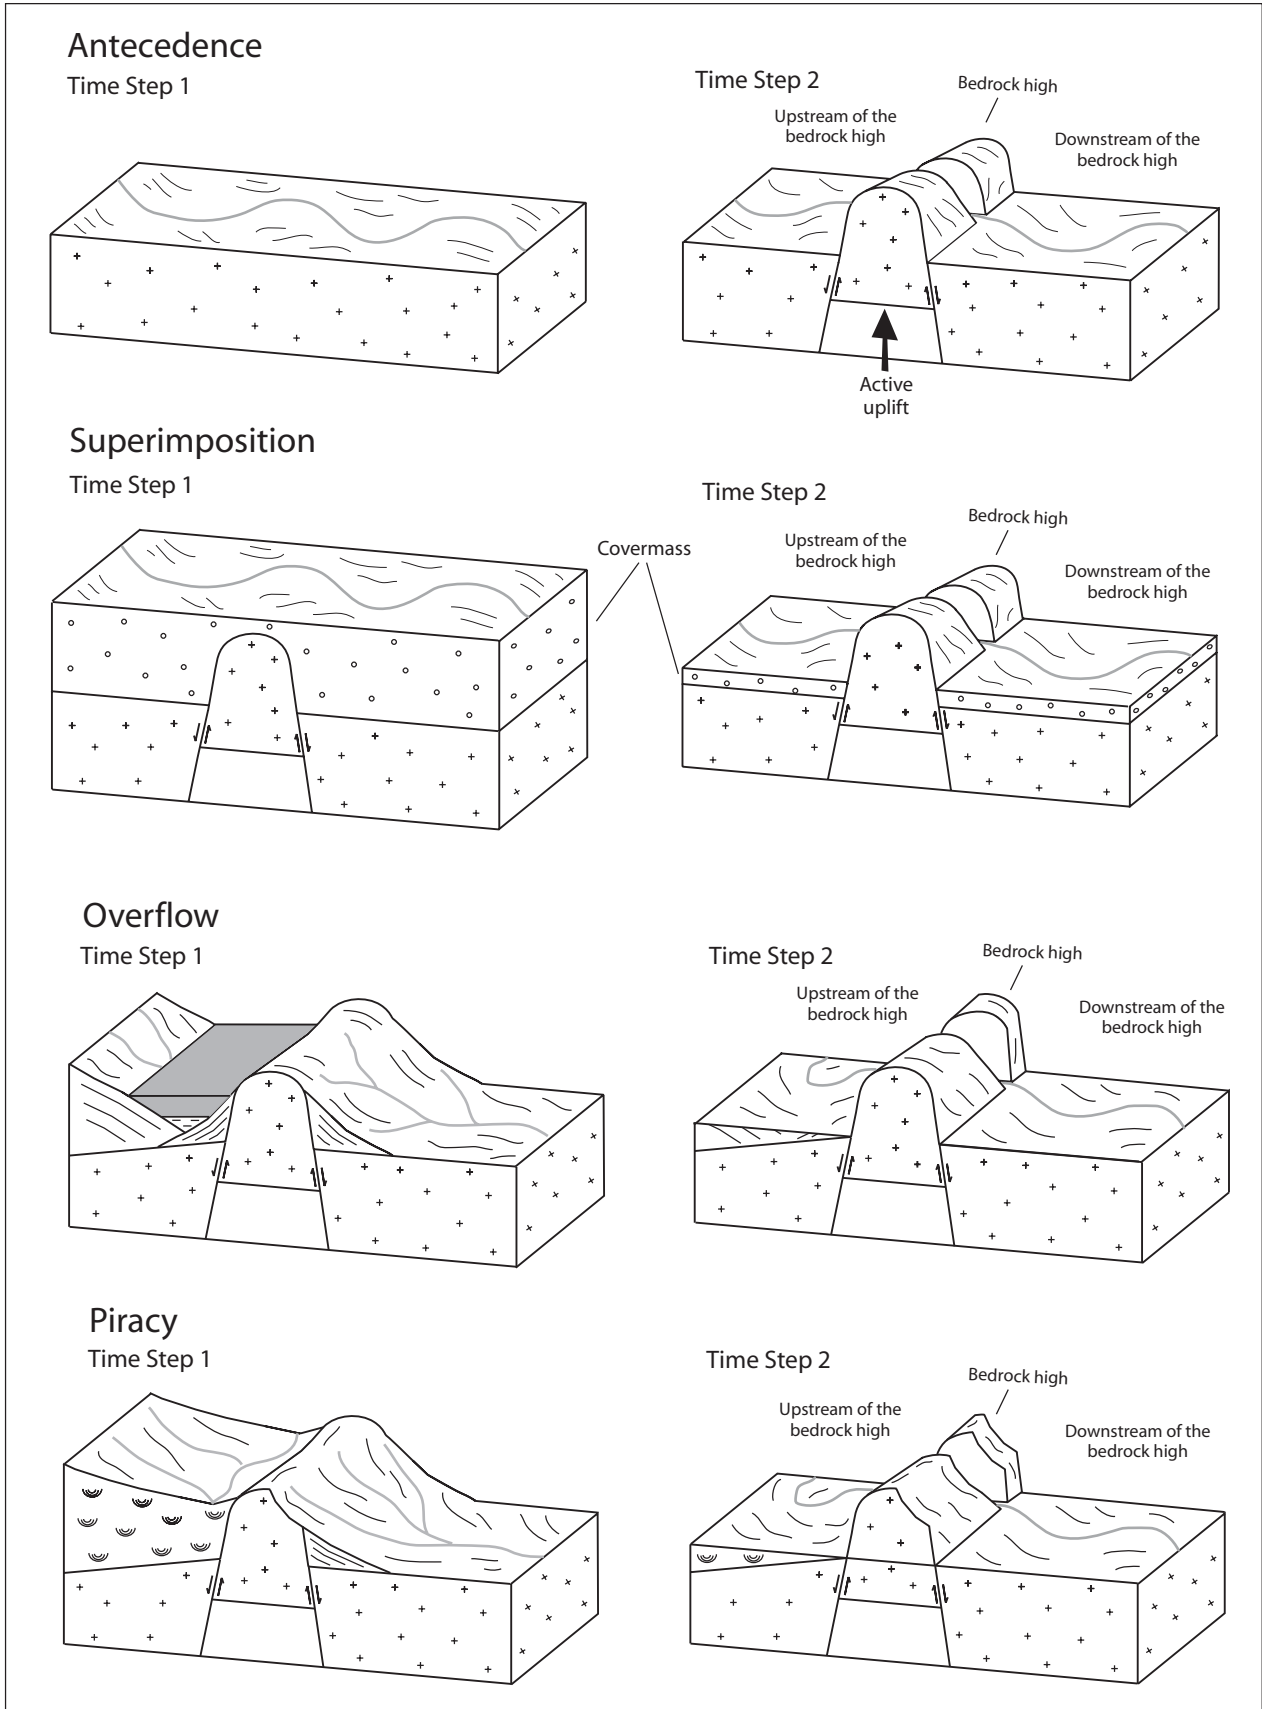 Antecedence
Time Step 1
Time Step 2
Bedrock high
Upstream of the
bedrock high
Downstream of the
bedrock high
Active
uplift
Superimposition
Time Step 1
Covermass
Time Step 2
Bedrock high
Upstream of the
bedrock high
Downstream of the
bedrock high
Overflow
Time Step 1
Time Step 2
Bedrock high
Upstream of the
bedrock high
Downstream of the
bedrock high
Piracy
Time Step 1
Time Step 2
Bedrock high
Upstream of the
bedrock high
Downstream of the
bedrock high